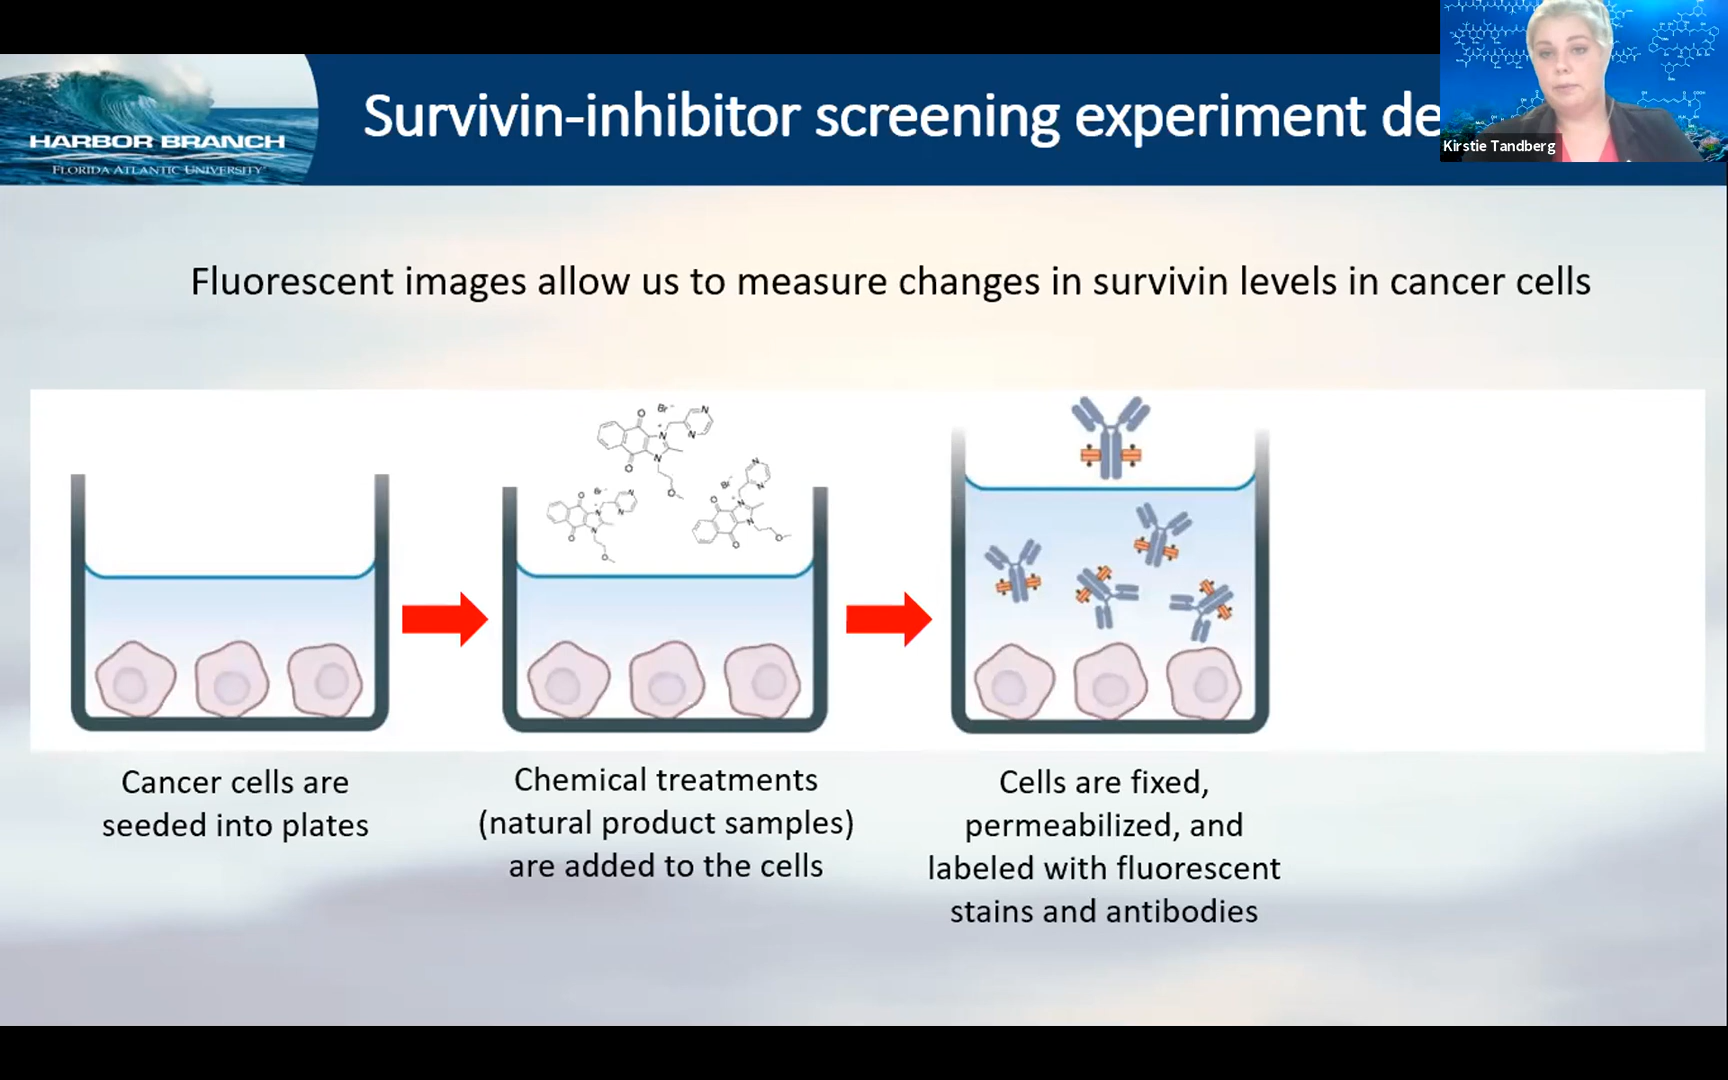 Survivin-inhibitor screening experiment de
Kirstie Tandberg
HARBOR BRANCH
FLORIDA ATLANTIC UNIVERSITY
Fluorescent images allow us to measure changes in survivin levels in cancer cells
Cancer cells are
seeded into plates
Chemical treatments
(natural product samples)
are added to the cells
Cells are fixed,
permeabilized, and
labeled with fluorescent
stains and antibodies